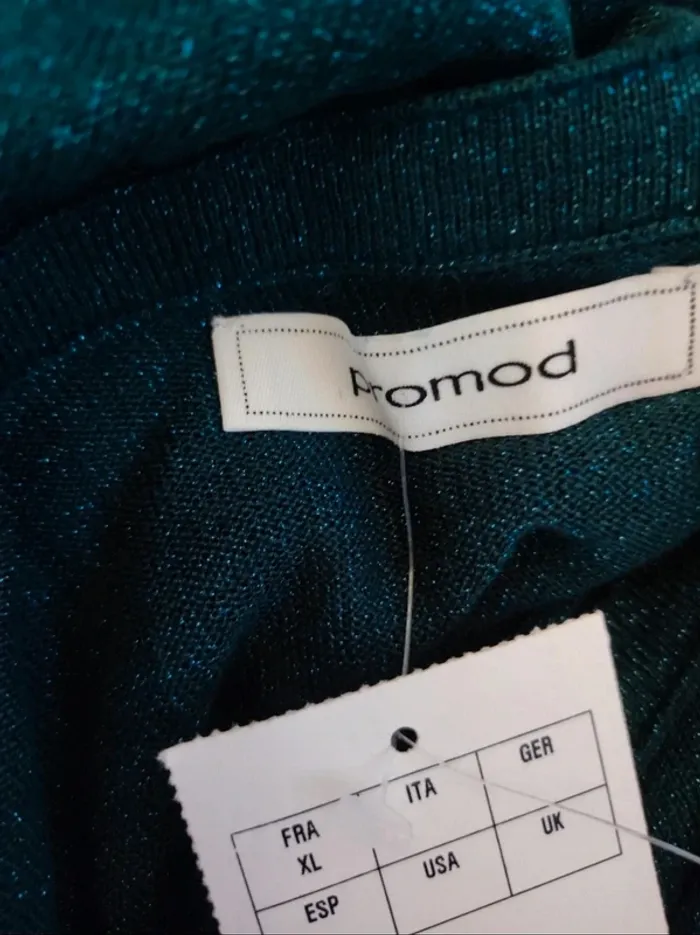 promod
FRA
ITA
GER
XL
ESP
USA
UK